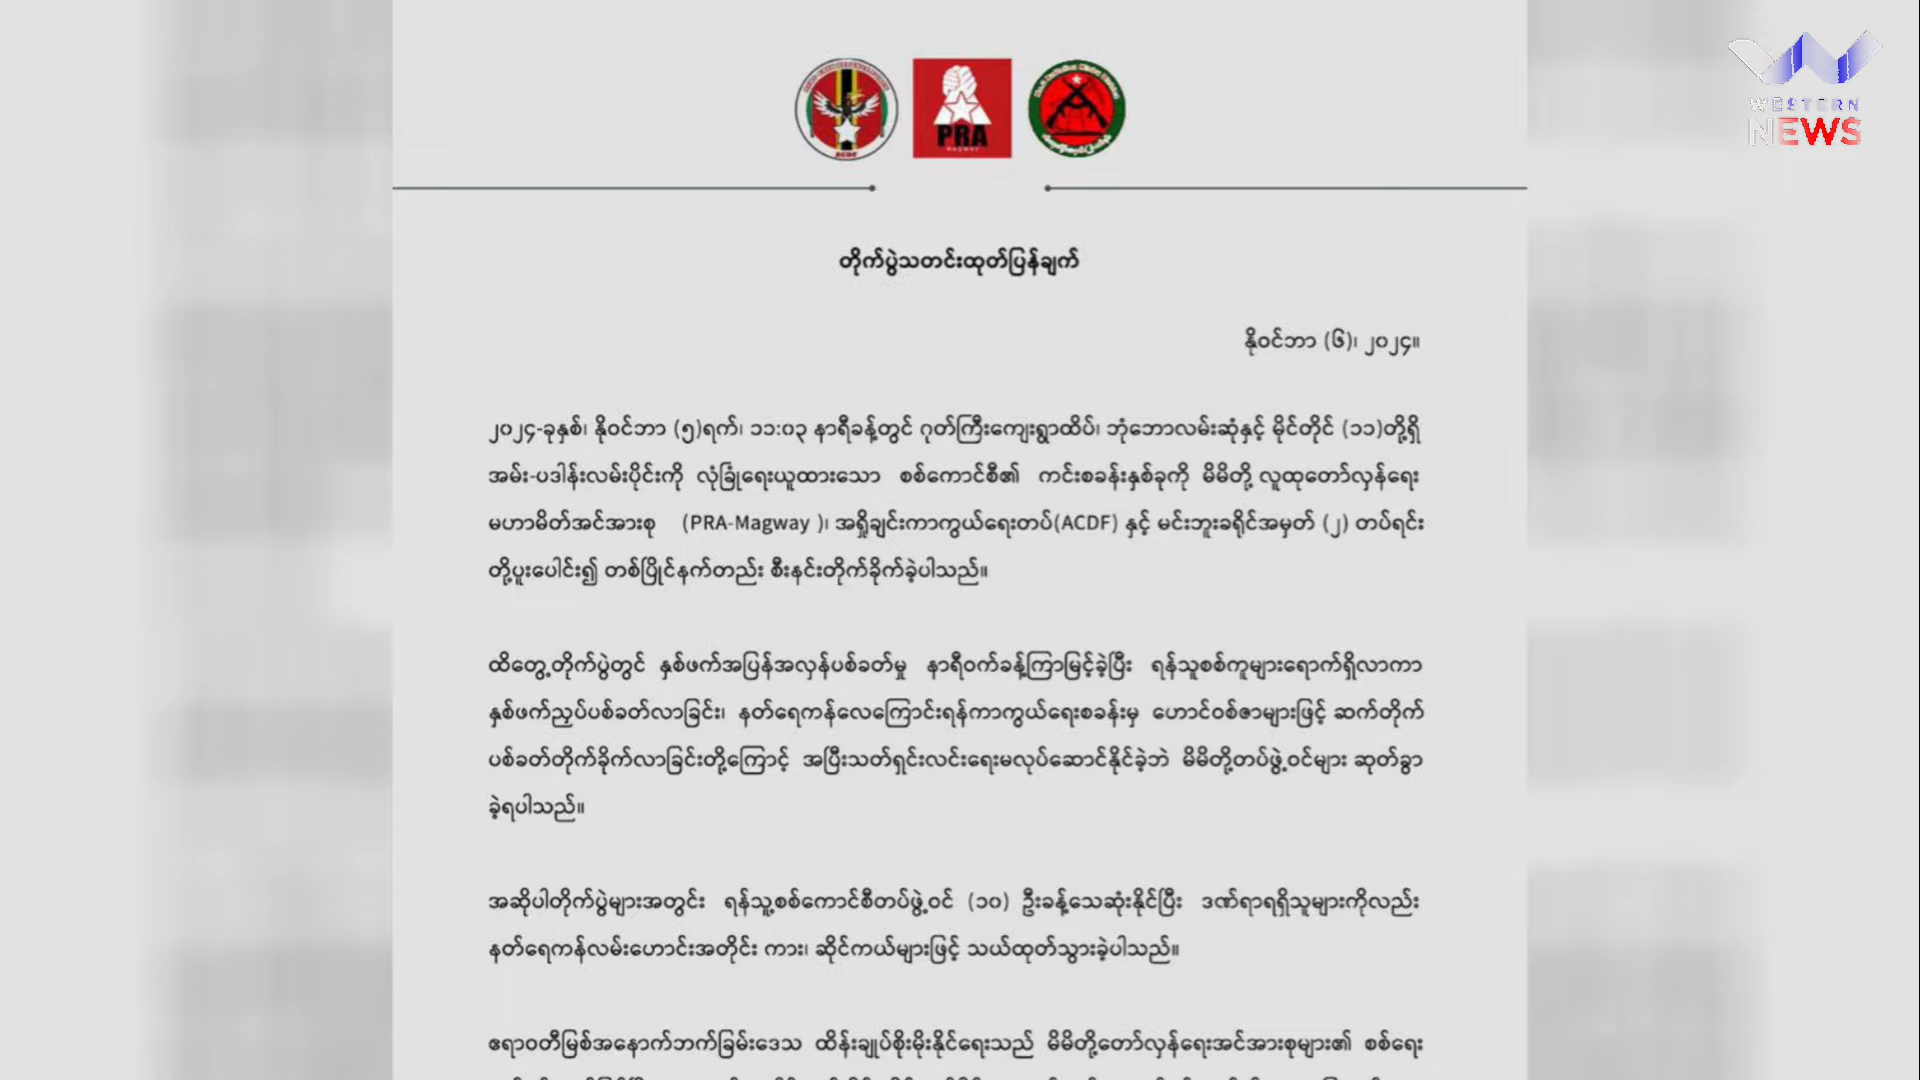 WESTERN
NEWS
ACDF
PRA
MAGWAY
တိုက်ပွဲသတင်းထုတ်ပြန်ချက်
နိုဝင်ဘာ (၆)၊ ၂၀၂၄။
၂၀၂၄-ခုနှစ်၊ နိုဝင်ဘာ (၅)ရက်၊ ၁၁:၀၃ နာရီခန့်တွင် ဂုတ်ကြီးကျေးရွာထိပ်၊ ဘုံဘောလမ်းဆုံနှင့် မိုင်တိုင် (၁၁)တို့ရှိ
အမ်း-ပဒါန်းလမ်းပိုင်းကို လုံခြုံရေးယူထားသော စစ်ကောင်စီ၏ ကင်းစခန်းနှစ်ခုကို မိမိတို့ လူထုတော်လှန်ရေး
မဟာမိတ်အင်အားစု (PRA-Magway )၊ အရှိုချင်းကာကွယ်ရေးတပ်(ACDF) နှင့် မင်းဘူးခရိုင်အမှတ် (၂) တပ်ရင်း
တို့ပူးပေါင်း၍ တစ်ပြိုင်နက်တည်း စီးနင်းတိုက်ခိုက်ခဲ့ပါသည်။
ထိတွေ့တိုက်ပွဲတွင် နှစ်ဖက်အပြန်အလှန်ပစ်ခတ်မှု နာရီဝက်ခန့်ကြာမြင့်ခဲ့ပြီး ရန်သူစစ်ကူများရောက်ရှိလာကာ
နှစ်ဖက်ညှပ်ပစ်ခတ်လာခြင်း၊ နတ်ရေကန်လေကြောင်းရန်ကာကွယ်ရေးစခန်းမှ ဟောင်ဝစ်ဇာများဖြင့် ဆက်တိုက်
ပစ်ခတ်တိုက်ခိုက်လာခြင်းတို့ကြောင့် အပြီးသတ်ရှင်းလင်းရေးမလုပ်ဆောင်နိုင်ခဲ့ဘဲ မိမိတို့တပ်ဖွဲ့ဝင်များ ဆုတ်ခွာ
ခဲ့ရပါသည်။
အဆိုပါတိုက်ပွဲများအတွင်း ရန်သူ့စစ်ကောင်စီတပ်ဖွဲ့ဝင် (၁၀) ဦးခန့်သေဆုံးနိုင်ပြီး ဒဏ်ရာရရှိသူများကိုလည်း
နတ်ရေကန်လမ်းဟောင်းအတိုင်း ကား၊ ဆိုင်ကယ်များဖြင့် သယ်ထုတ်သွားခဲ့ပါသည်။
ဧရာဝတီမြစ်အနောက်ဘက်ခြမ်းဒေသ ထိန်းချုပ်စိုးမိုးနိုင်ရေးသည် မိမိတို့တော်လှန်ရေးအင်အားစုများ၏ စစ်ရေး